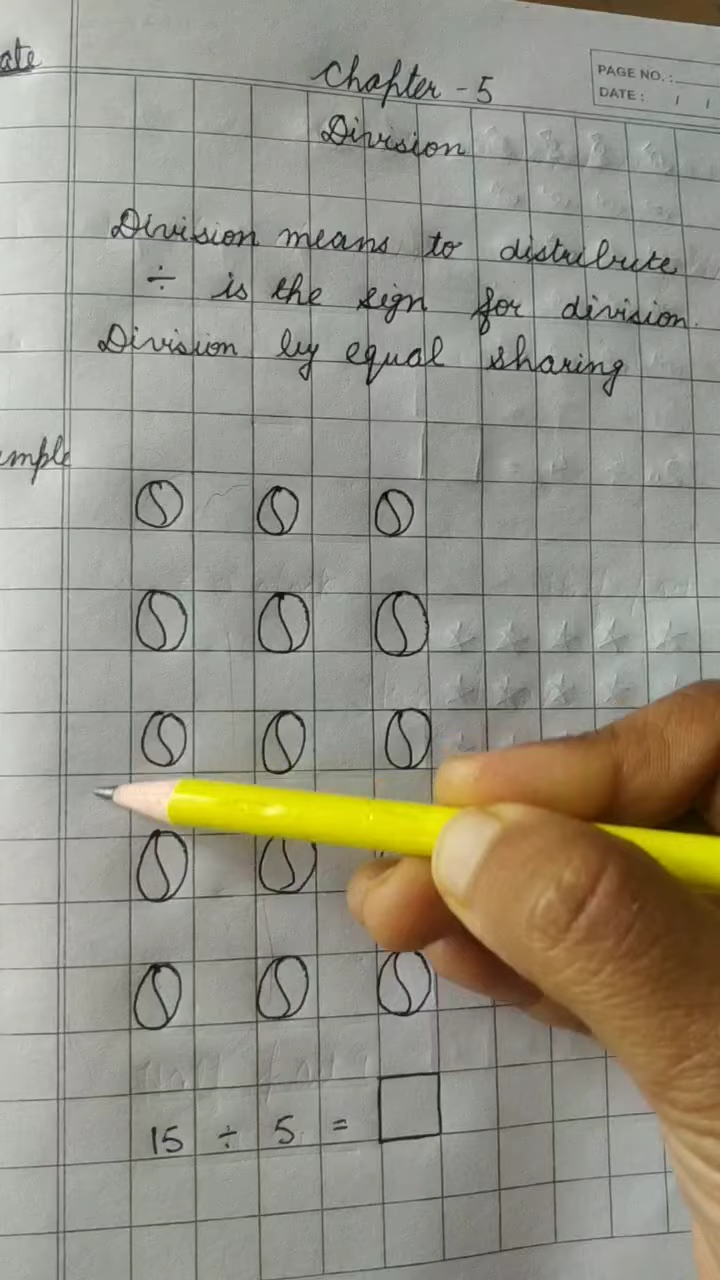 ate
Chapter - 5
PAGE NO.:
DATE: / /
Division
Division means to distribute
÷ is the sign for division.
Division by equal sharing
mple
15 ÷ 5 =